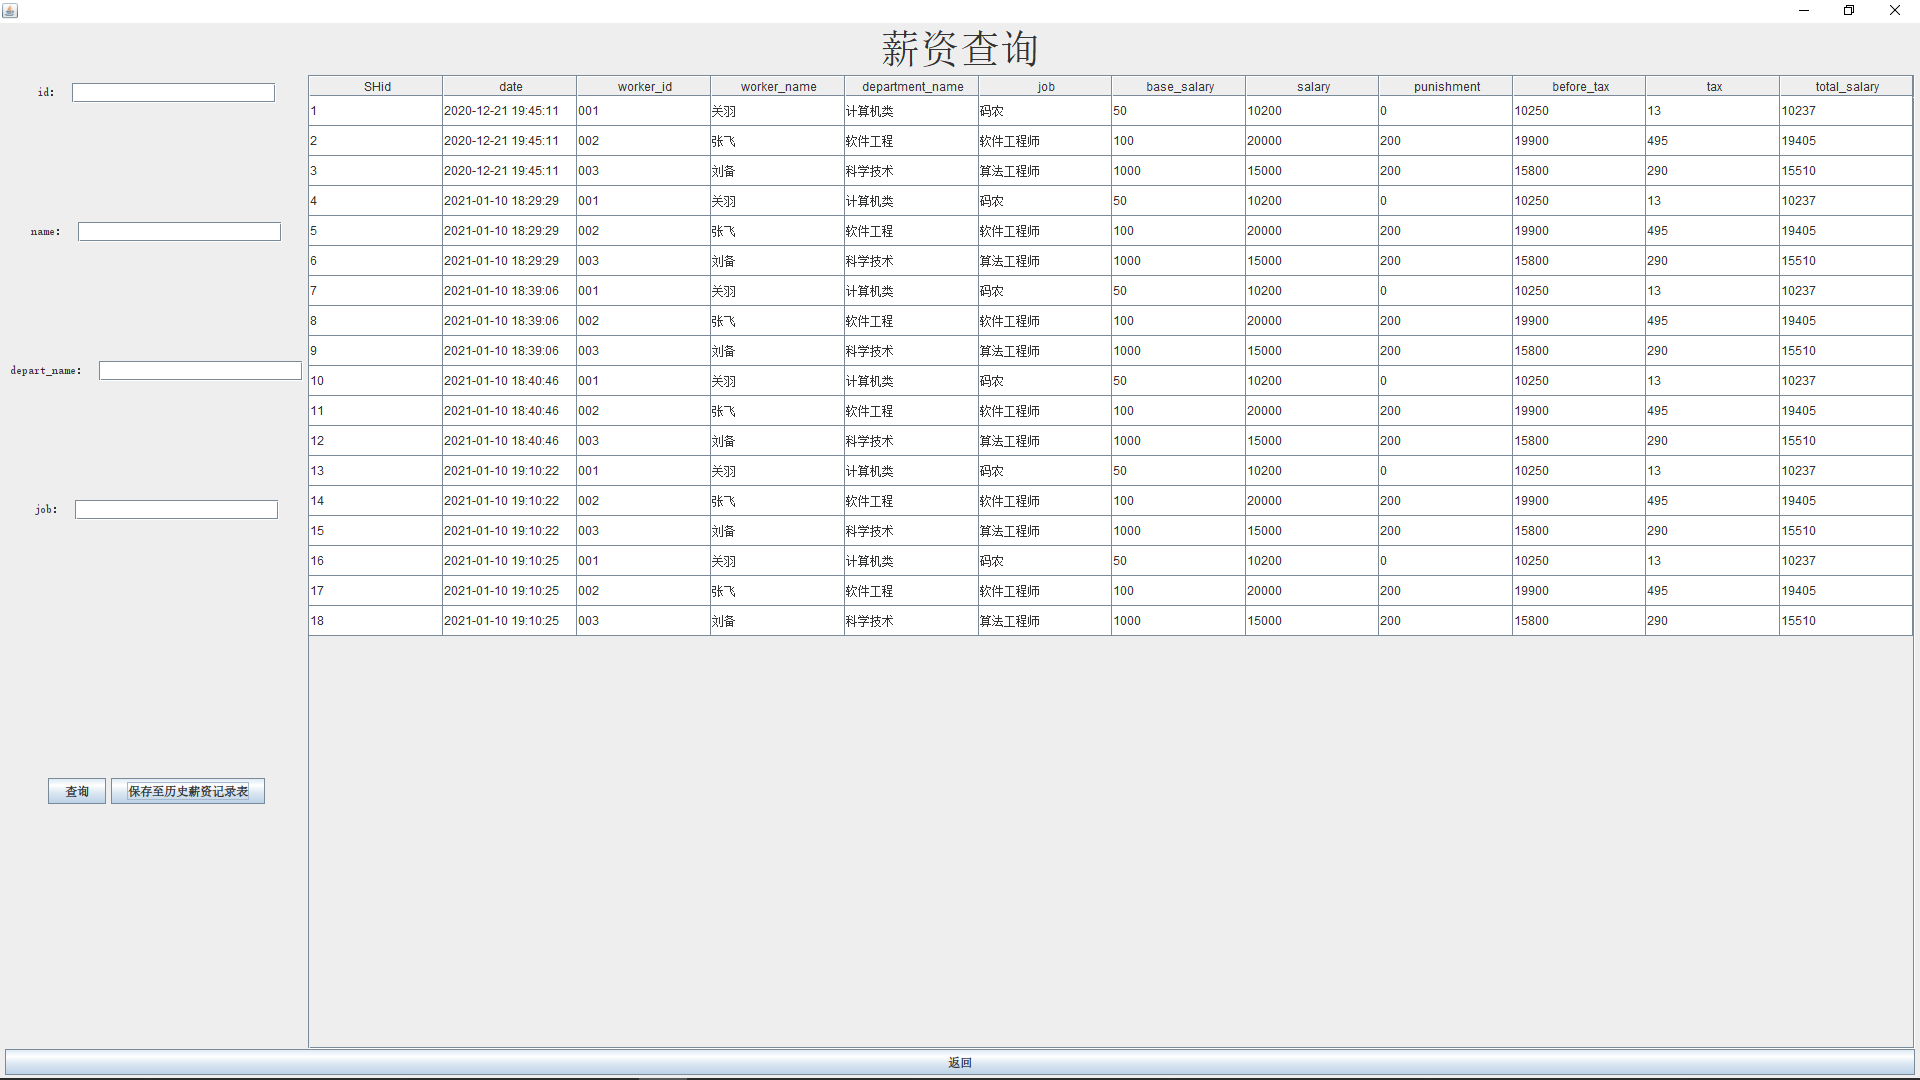 薪资查询
id:
name:
depart_name:
job:
查询 保存至历史薪资记录表
SHid date worker_id worker_name department_name job base_salary salary punishment before_tax tax total_salary
1 2020-12-21 19:45:11 001 关羽 计算机类 码农 50 10200 0 10250 13 10237
2 2020-12-21 19:45:11 002 张飞 软件工程 软件工程师 100 20000 200 19900 495 19405
3 2020-12-21 19:45:11 003 刘备 科学技术 算法工程师 1000 15000 200 15800 290 15510
4 2021-01-10 18:29:29 001 关羽 计算机类 码农 50 10200 0 10250 13 10237
5 2021-01-10 18:29:29 002 张飞 软件工程 软件工程师 100 20000 200 19900 495 19405
6 2021-01-10 18:29:29 003 刘备 科学技术 算法工程师 1000 15000 200 15800 290 15510
7 2021-01-10 18:39:06 001 关羽 计算机类 码农 50 10200 0 10250 13 10237
8 2021-01-10 18:39:06 002 张飞 软件工程 软件工程师 100 20000 200 19900 495 19405
9 2021-01-10 18:39:06 003 刘备 科学技术 算法工程师 1000 15000 200 15800 290 15510
10 2021-01-10 18:40:46 001 关羽 计算机类 码农 50 10200 0 10250 13 10237
11 2021-01-10 18:40:46 002 张飞 软件工程 软件工程师 100 20000 200 19900 495 19405
12 2021-01-10 18:40:46 003 刘备 科学技术 算法工程师 1000 15000 200 15800 290 15510
13 2021-01-10 19:10:22 001 关羽 计算机类 码农 50 10200 0 10250 13 10237
14 2021-01-10 19:10:22 002 张飞 软件工程 软件工程师 100 20000 200 19900 495 19405
15 2021-01-10 19:10:22 003 刘备 科学技术 算法工程师 1000 15000 200 15800 290 15510
16 2021-01-10 19:10:25 001 关羽 计算机类 码农 50 10200 0 10250 13 10237
17 2021-01-10 19:10:25 002 张飞 软件工程 软件工程师 100 20000 200 19900 495 19405
18 2021-01-10 19:10:25 003 刘备 科学技术 算法工程师 1000 15000 200 15800 290 15510
返回